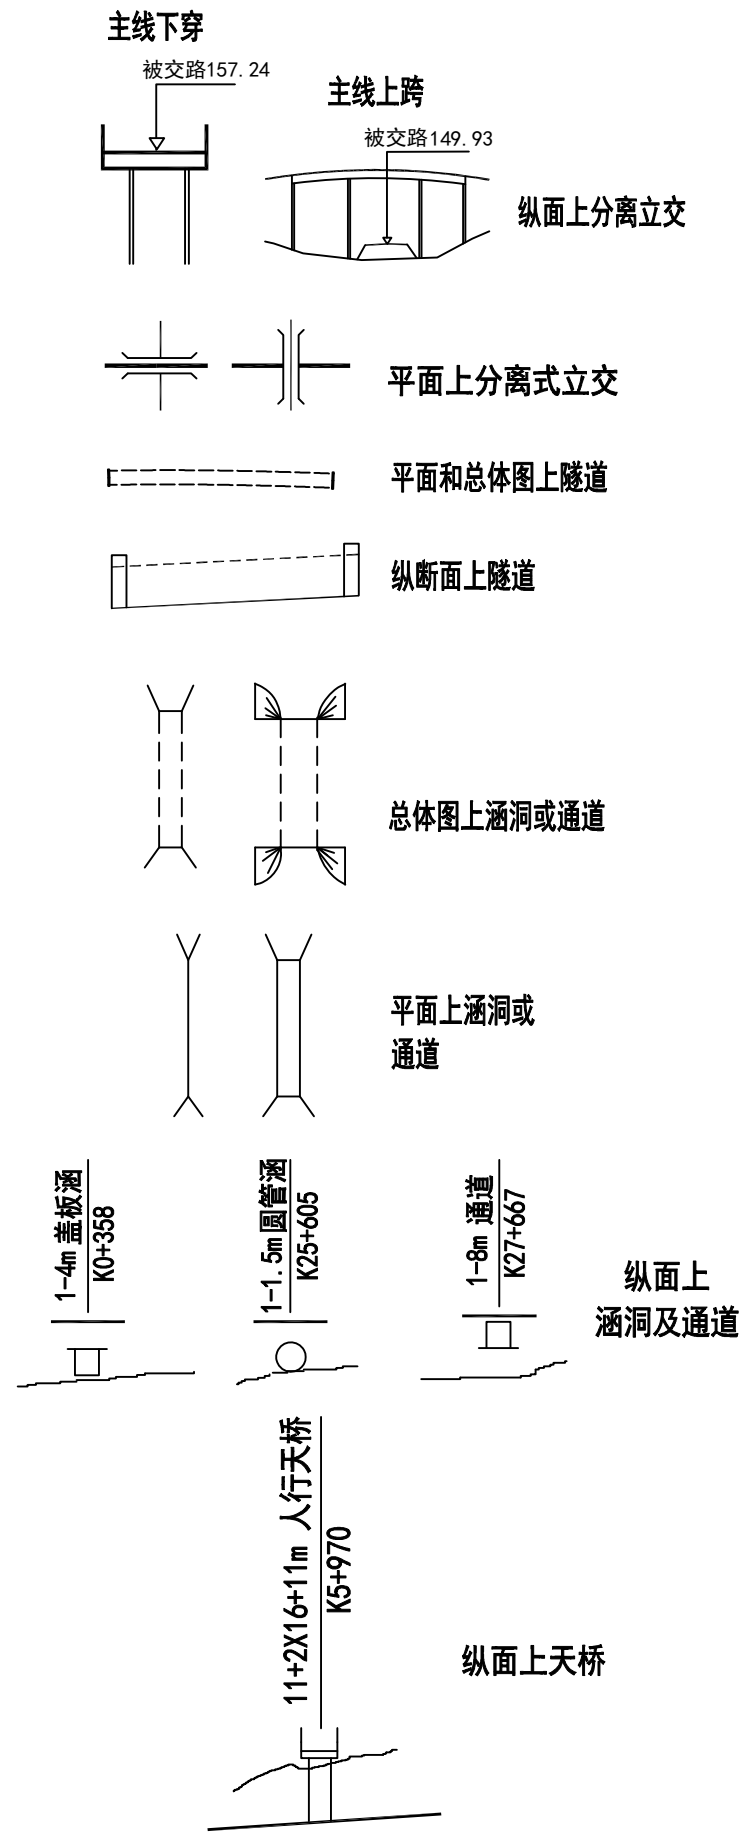 主线下穿
被交路157.24
主线上跨
被交路149.93
纵面上分离立交
平面上分离式立交
平面和总体图上隧道
纵断面上隧道
总体图上涵洞或通道
平面上涵洞或
通道
1-4m 盖板涵
K0+358
1-1.5m 圆管涵
K25+605
1-8m 通道
K27+667
纵面上
涵洞及通道
11+2X16+11m 人行天桥
K5+970
纵面上天桥